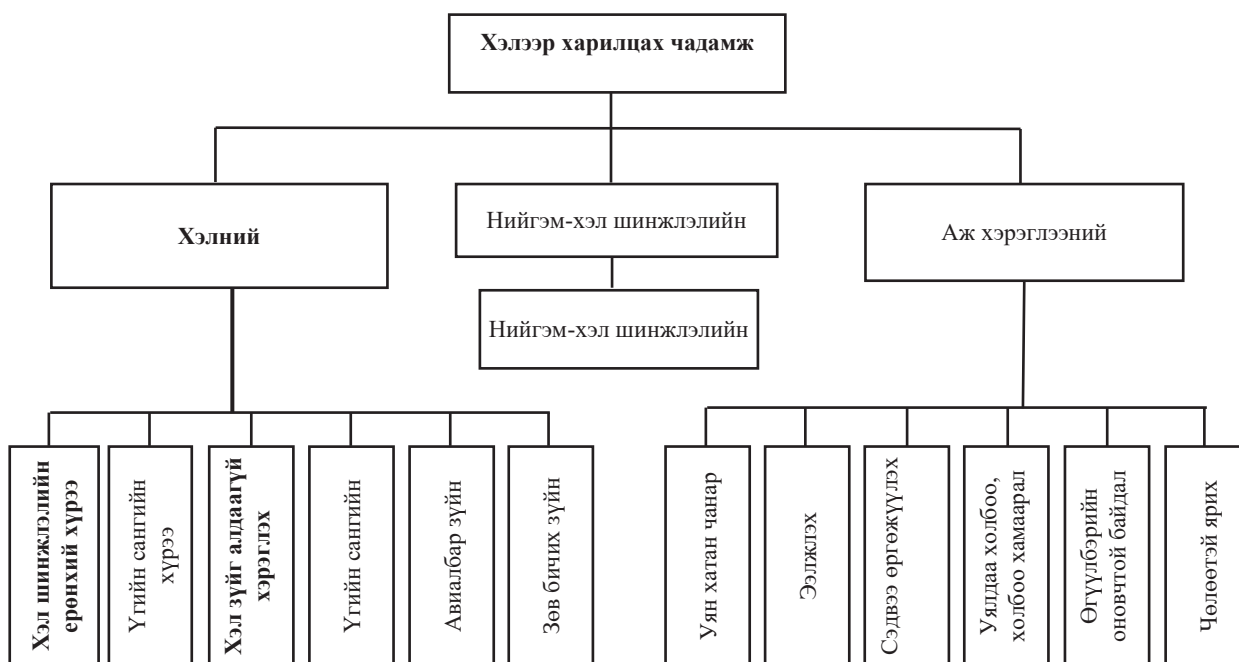 Хэлээр харилцах чадамж
Хэлний
Нийгэм-хэл шинжлэлийн
Аж хэрэглээний
Нийгэм-хэл шинжлэлийн
Хэл шинжлэлийн
ерөнхий хүрээ
Үгийн сангийн
хүрээ
Хэл зүйг алдаагүй
хэрэглэх
Үгийн сангийн
Авиалбар зүйн
Зөв бичих зүйн
Уян хатан чанар
Ээлжлэх
Сэдвээ өргөжүүлэх
Уялдаа холбоо,
холбоо хамаарал
Өгүүлбэрийн
оновчтой байдал
Чөлөөтэй ярих